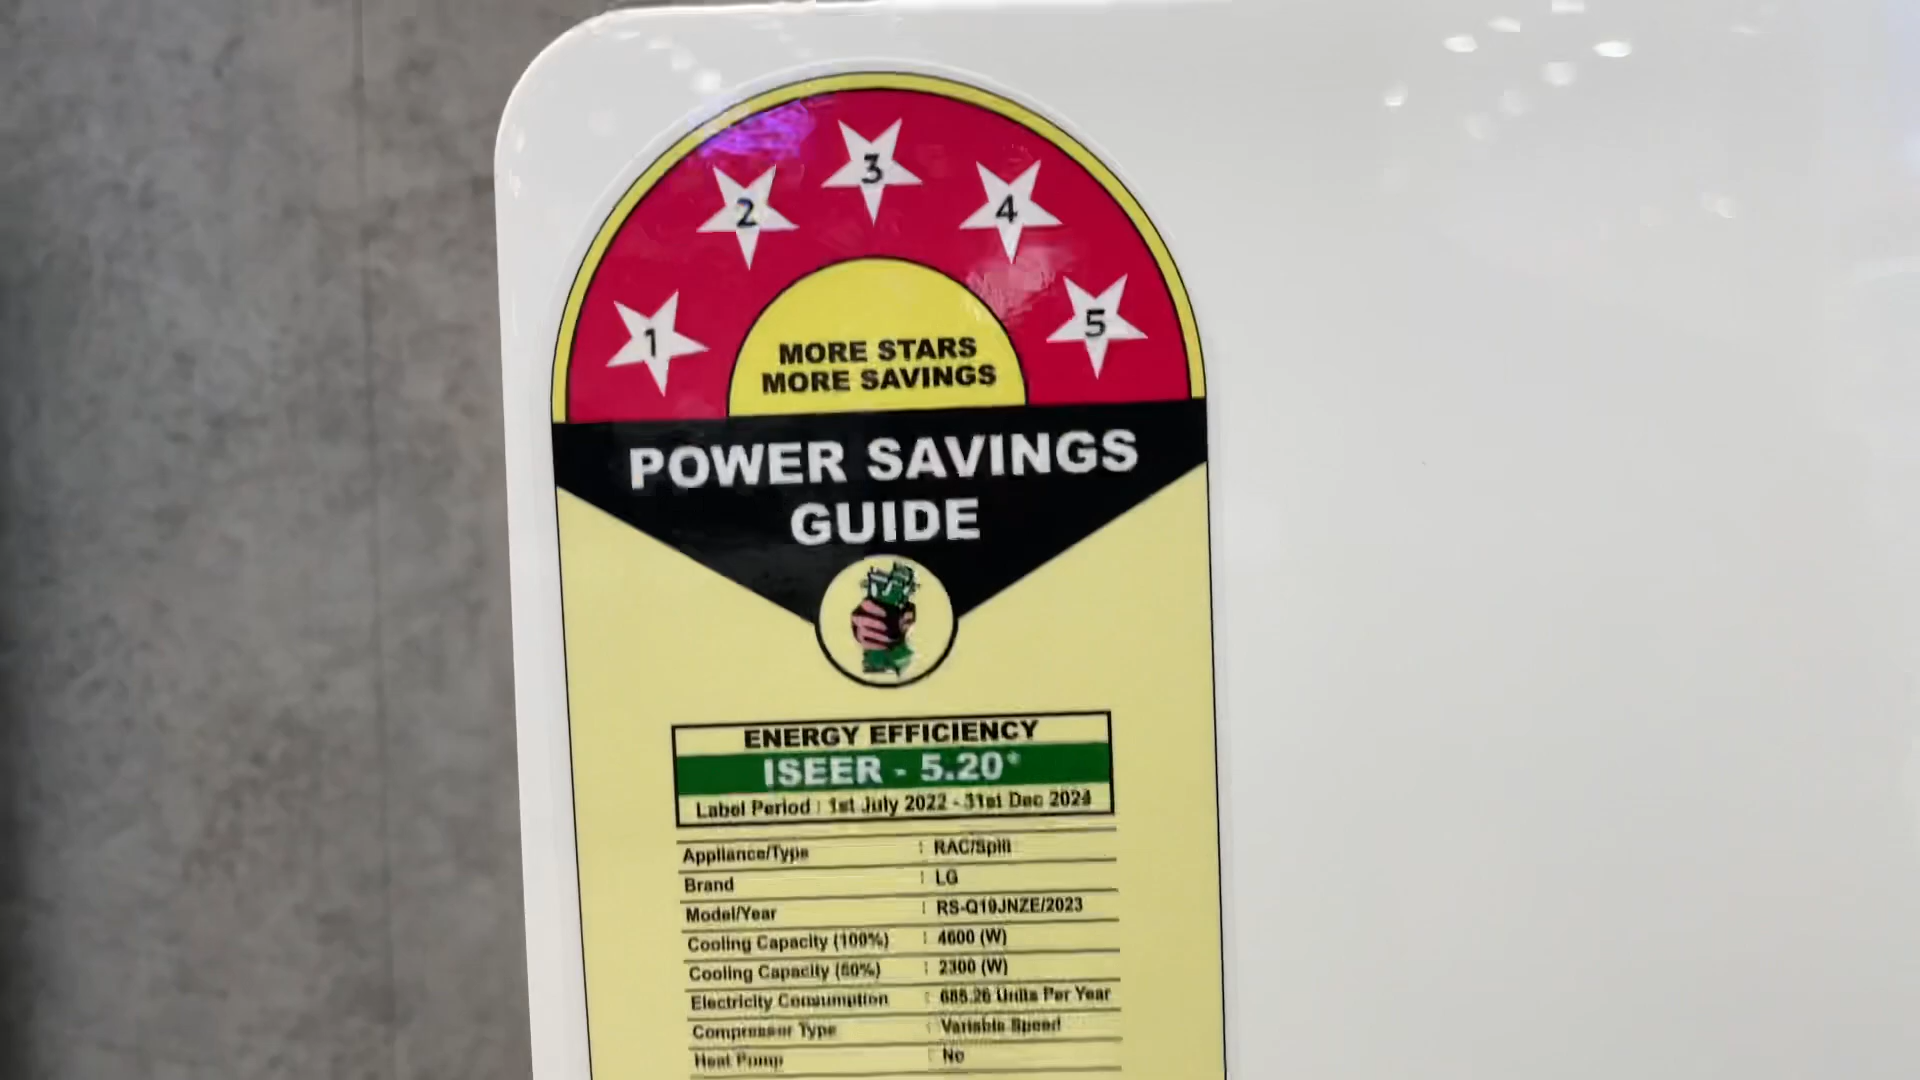 1 2 3 4 5
MORE STARS
MORE SAVINGS
POWER SAVINGS
GUIDE
ENERGY EFFICIENCY
ISEER - 5.20*
Label Period : 1st July 2022 - 31st Dec 2024
Appliance/Type : RAC/Split
Brand : LG
Model/Year : RS-Q19JNZE/2023
Cooling Capacity (100%) : 4600 (W)
Cooling Capacity (50%) : 2300 (W)
Electricity Consumption : 685.26 Units Per Year
Compressor Type : Variable Speed
Heat Pump : No